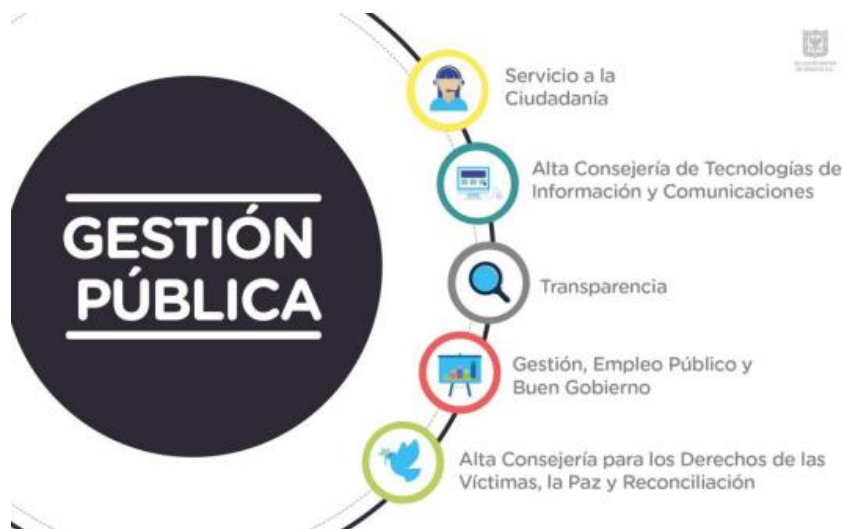 GESTIÓN
PÚBLICA
Servicio a la
Ciudadanía
Alta Consejería de Tecnologías de
Información y Comunicaciones
Transparencia
Gestión, Empleo Público y
Buen Gobierno
Alta Consejería para los Derechos de las
Víctimas, la Paz y Reconciliación